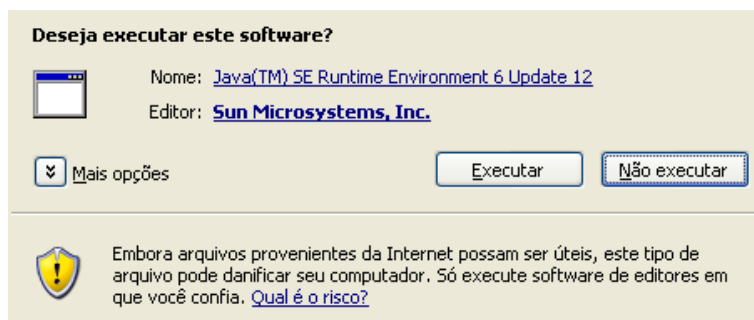 Deseja executar este software?
Nome: Java(TM) SE Runtime Environment 6 Update 12
Editor: Sun Microsystems, Inc.
Mais opções
Executar
Não executar
Embora arquivos provenientes da Internet possam ser úteis, este tipo de
arquivo pode danificar seu computador. Só execute software de editores em
que você confia. Qual é o risco?